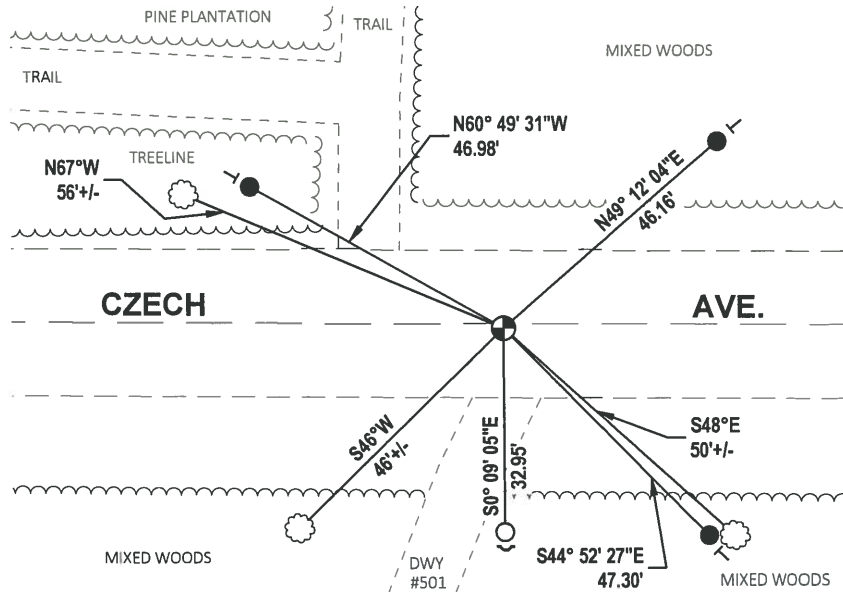 PINE PLANTATION
TRAIL
MIXED WOODS
TRAIL
N60° 49' 31"W
46.98'
TREELINE
N67°W
56'+/-
N49° 12' 04"E
46.16'
CZECH
AVE.
S46°W
46'+/-
S0° 09' 05"E
32.95'
S48°E
50'+/-
MIXED WOODS
DWY
#501
S44° 52' 27"E
47.30'
MIXED WOODS